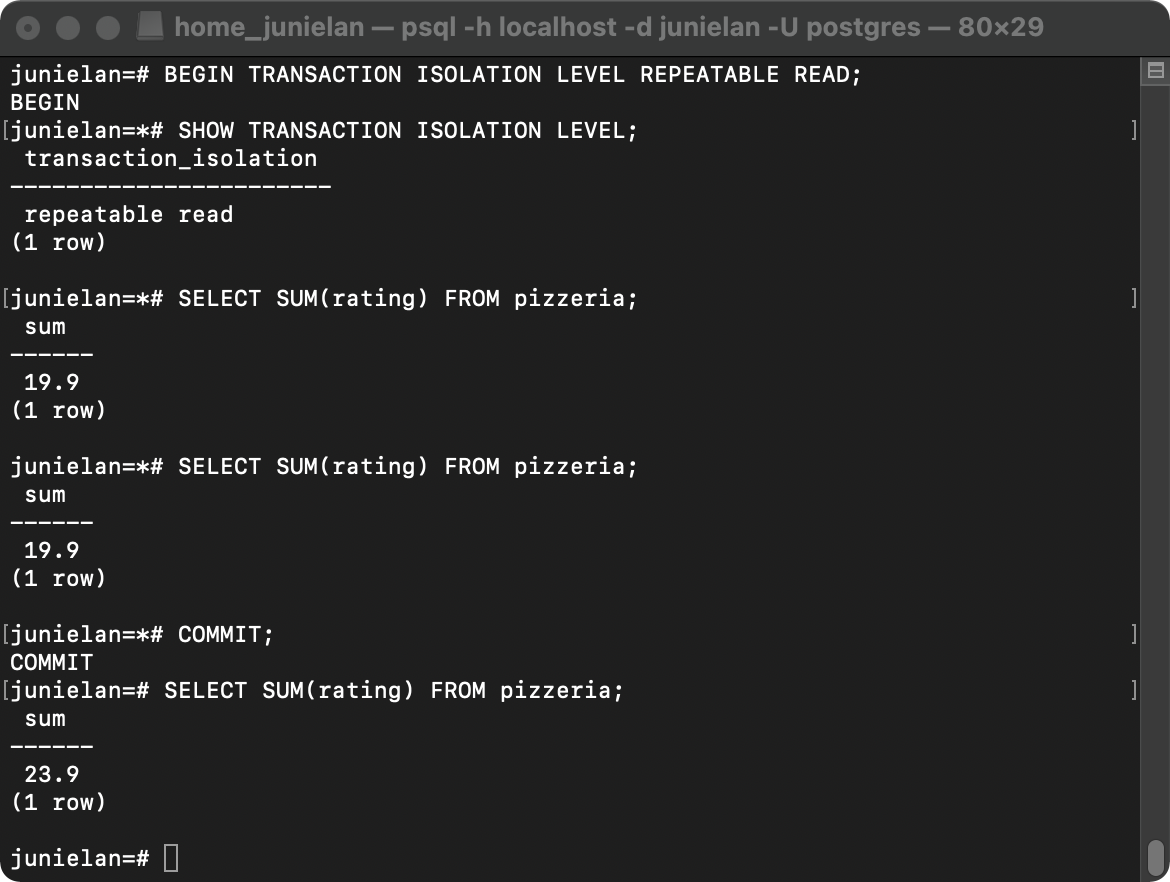 home_junielan — psql -h localhost -d junielan -U postgres — 80×29
junielan=# BEGIN TRANSACTION ISOLATION LEVEL REPEATABLE READ;
BEGIN
[junielan=*# SHOW TRANSACTION ISOLATION LEVEL; ]
 transaction_isolation
-----------------------
 repeatable read
(1 row)

[junielan=*# SELECT SUM(rating) FROM pizzeria; ]
 sum
------
 19.9
(1 row)

junielan=*# SELECT SUM(rating) FROM pizzeria;
 sum
------
 19.9
(1 row)

[junielan=*# COMMIT; ]
COMMIT
[junielan=# SELECT SUM(rating) FROM pizzeria; ]
 sum
------
 23.9
(1 row)

junielan=#